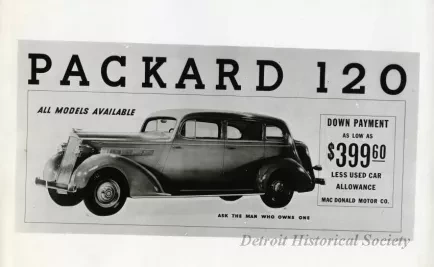 PACKARD 120
ALL MODELS AVAILABLE
DOWN PAYMENT
AS LOW AS
$399 60
LESS USED CAR
ALLOWANCE
MAC DONALD MOTOR CO.
ASK THE MAN WHO OWNS ONE
Detroit Historical Society